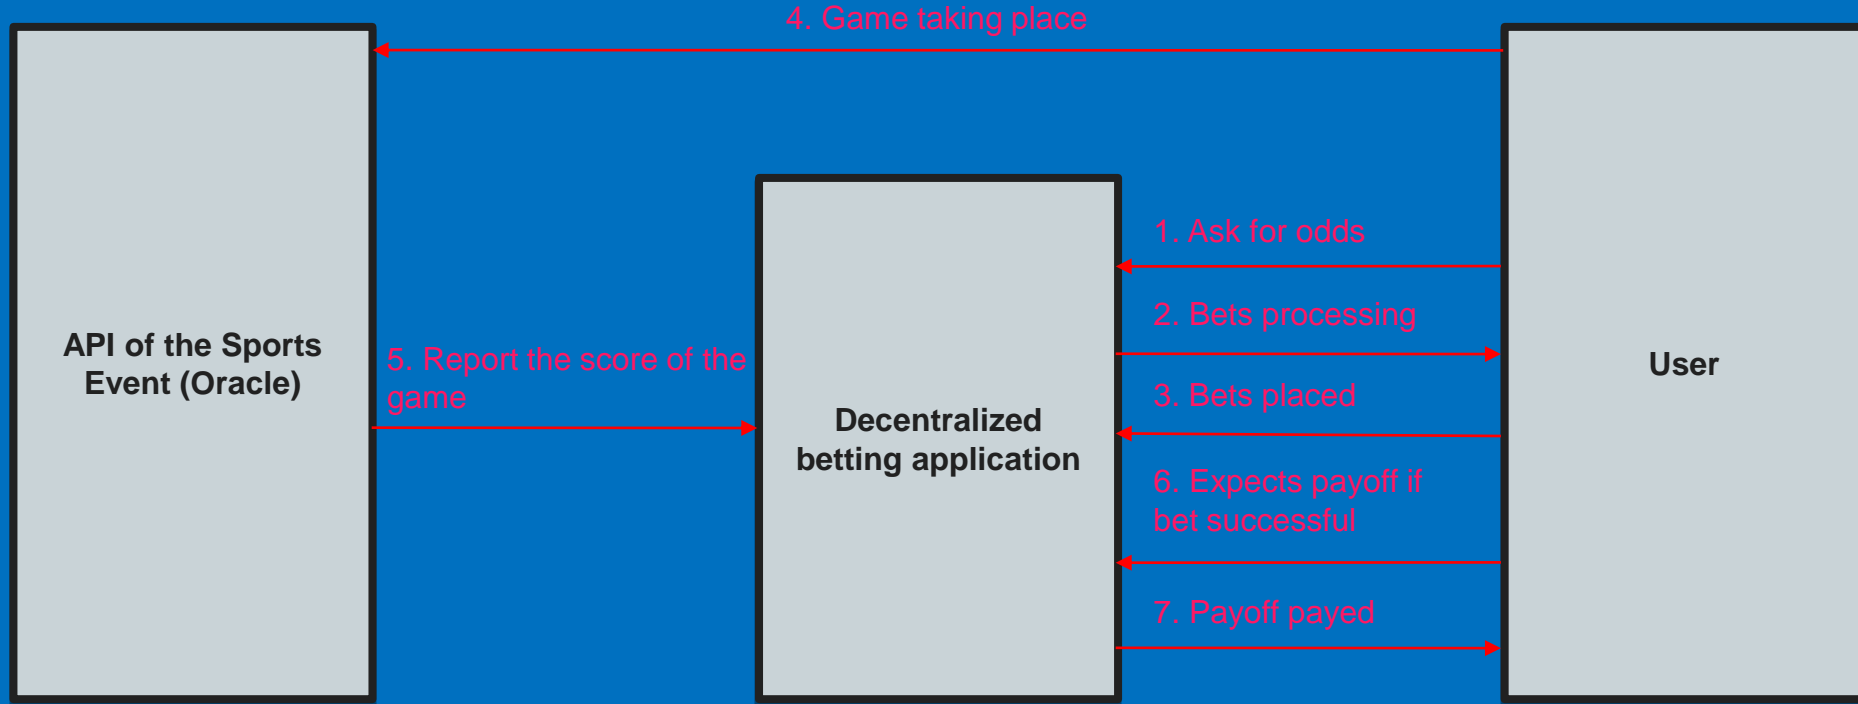 4. Game taking place
API of the Sports
Event (Oracle)
5. Report the score of the
game
Decentralized
betting application
1. Ask for odds
2. Bets processing
3. Bets placed
6. Expects payoff if
bet successful
7. Payoff payed
User